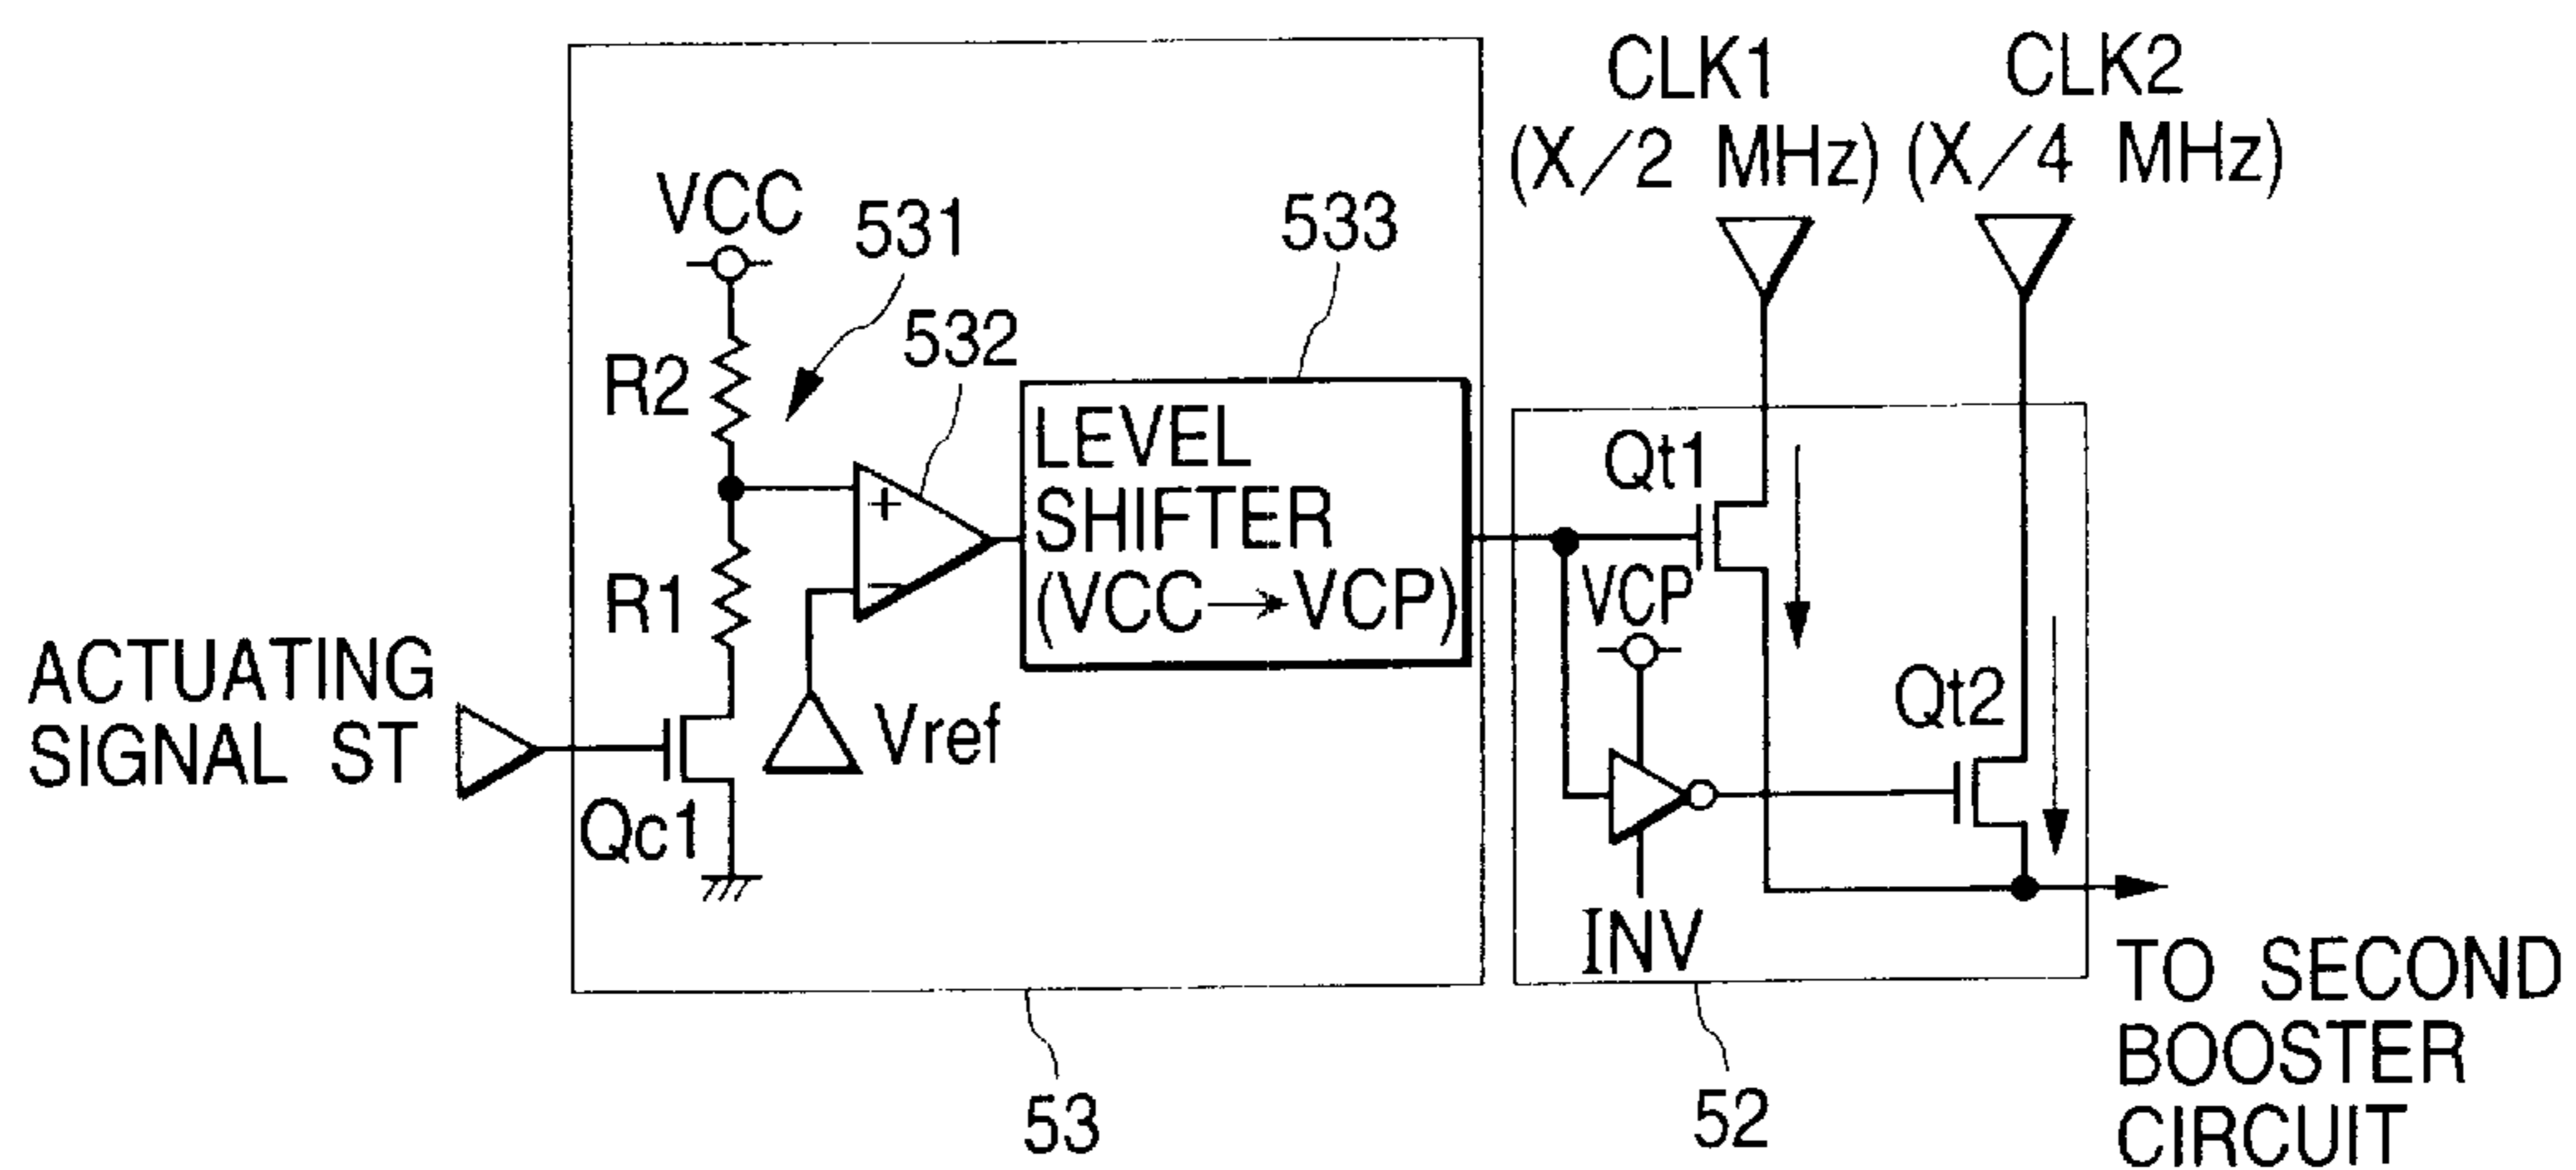 CLK1
(X/2 MHz)
CLK2
(X/4 MHz)
VCC
531
532
533
R2
+
LEVEL
SHIFTER
(VCC→VCP)
Qt1
R1
−
VCP
ACTUATING
SIGNAL ST
Vref
Qt2
Qc1
INV
TO SECOND
BOOSTER
CIRCUIT
53
52